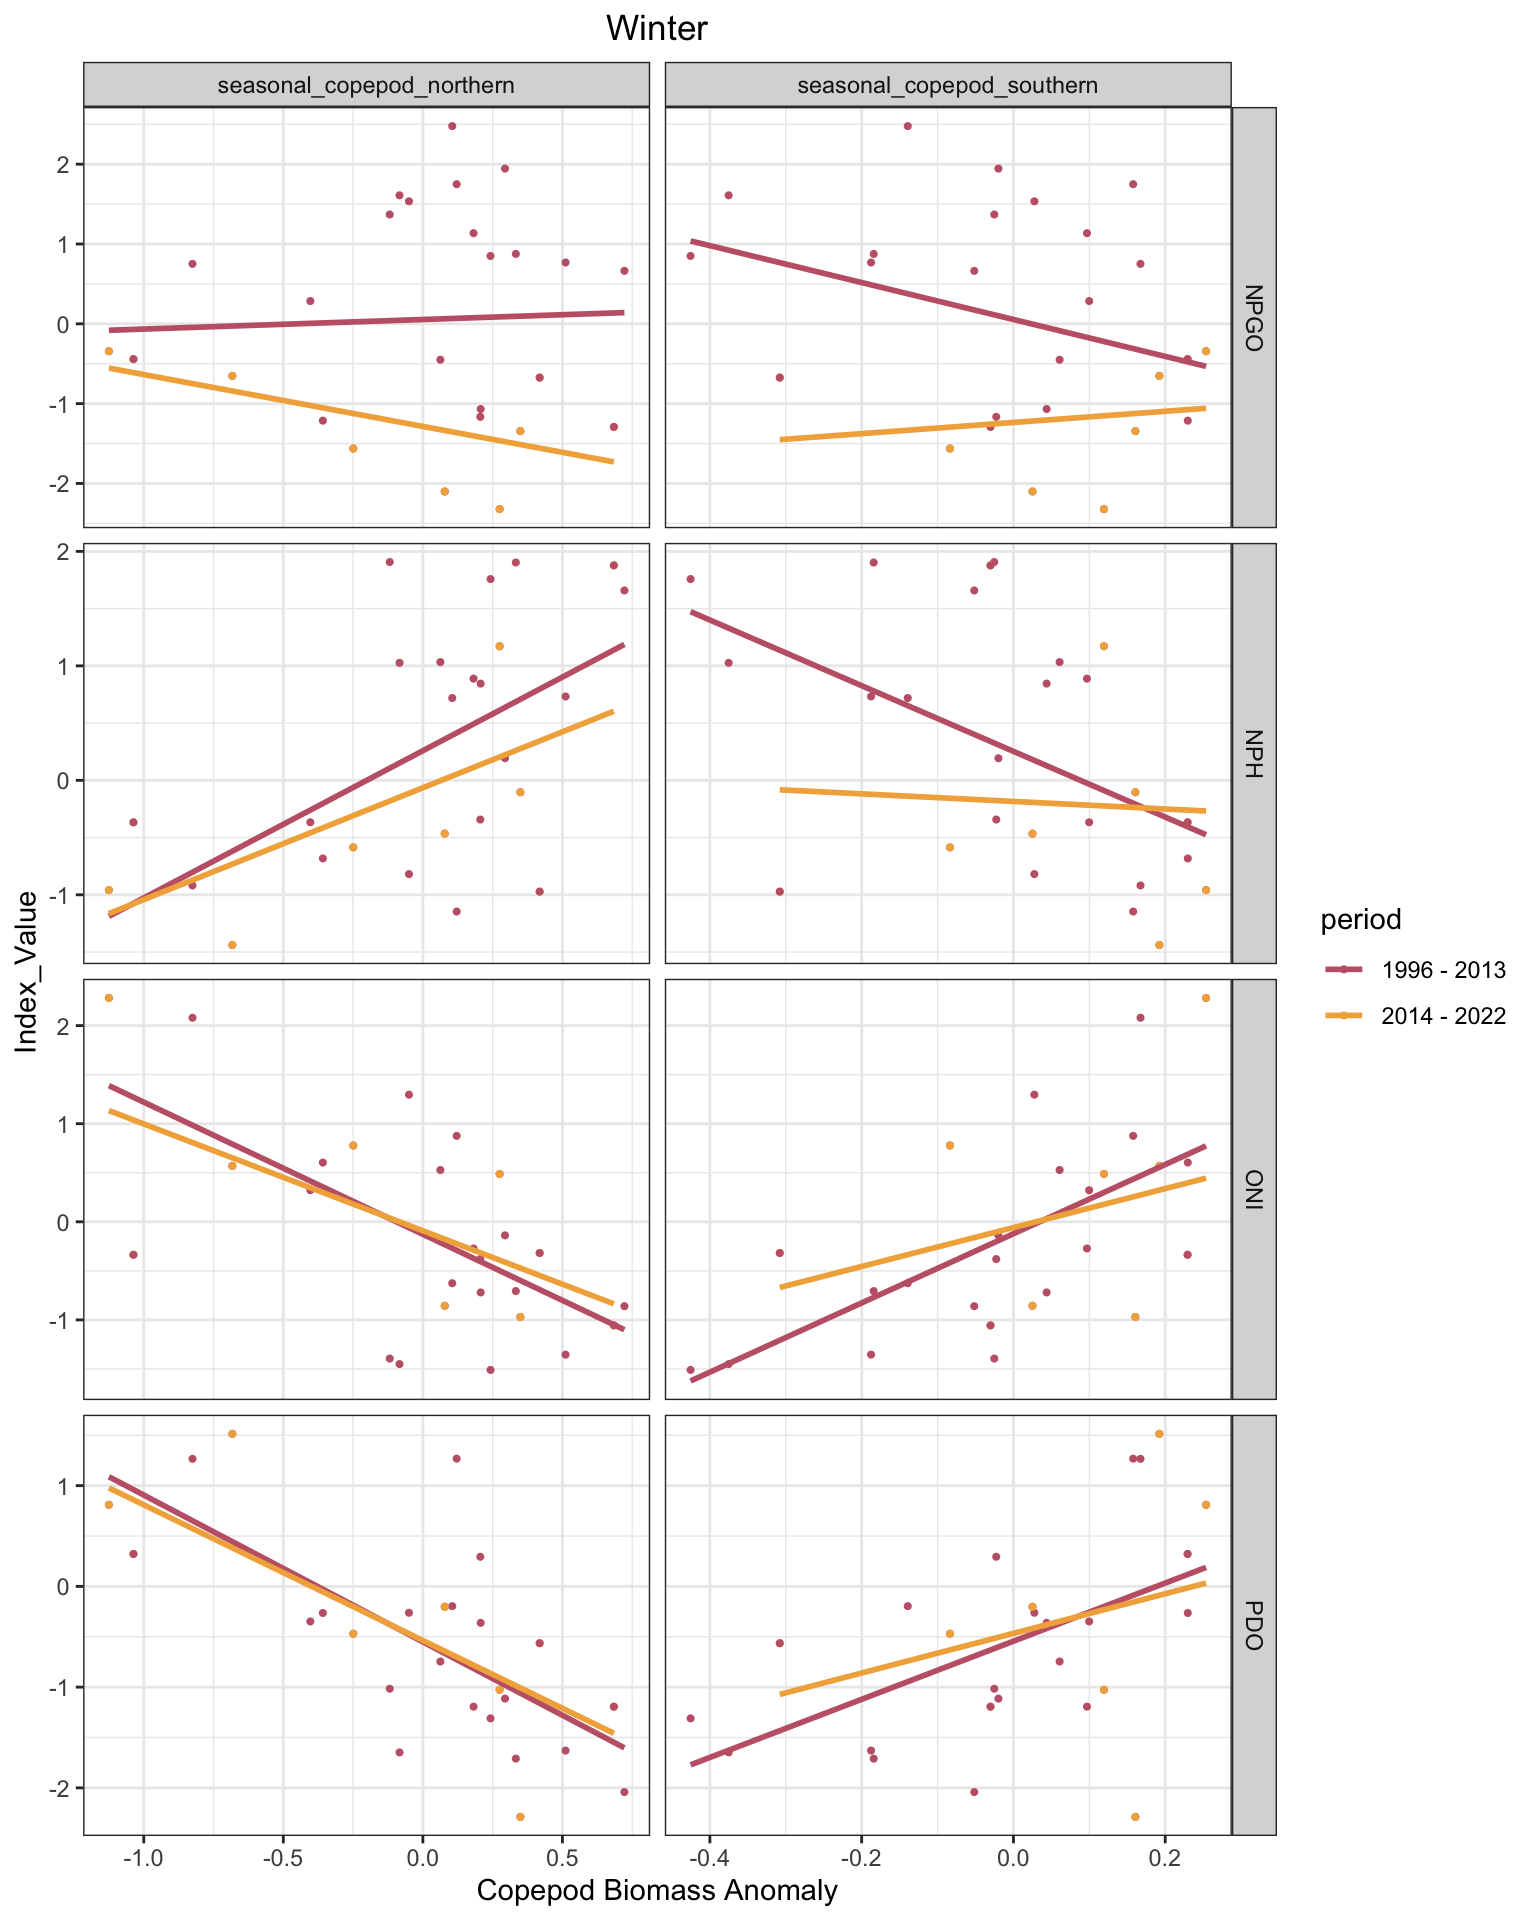 Winter
seasonal_copepod_northern
seasonal_copepod_southern
2
1
0
-1
-2
NPGO
2
1
0
-1
NPH
2
1
0
-1
ONI
1
0
-1
-2
PDO
-1.0
-0.5
0.0
0.5
-0.4
-0.2
0.0
0.2
Copepod Biomass Anomaly
Index_Value
period
1996 - 2013
2014 - 2022